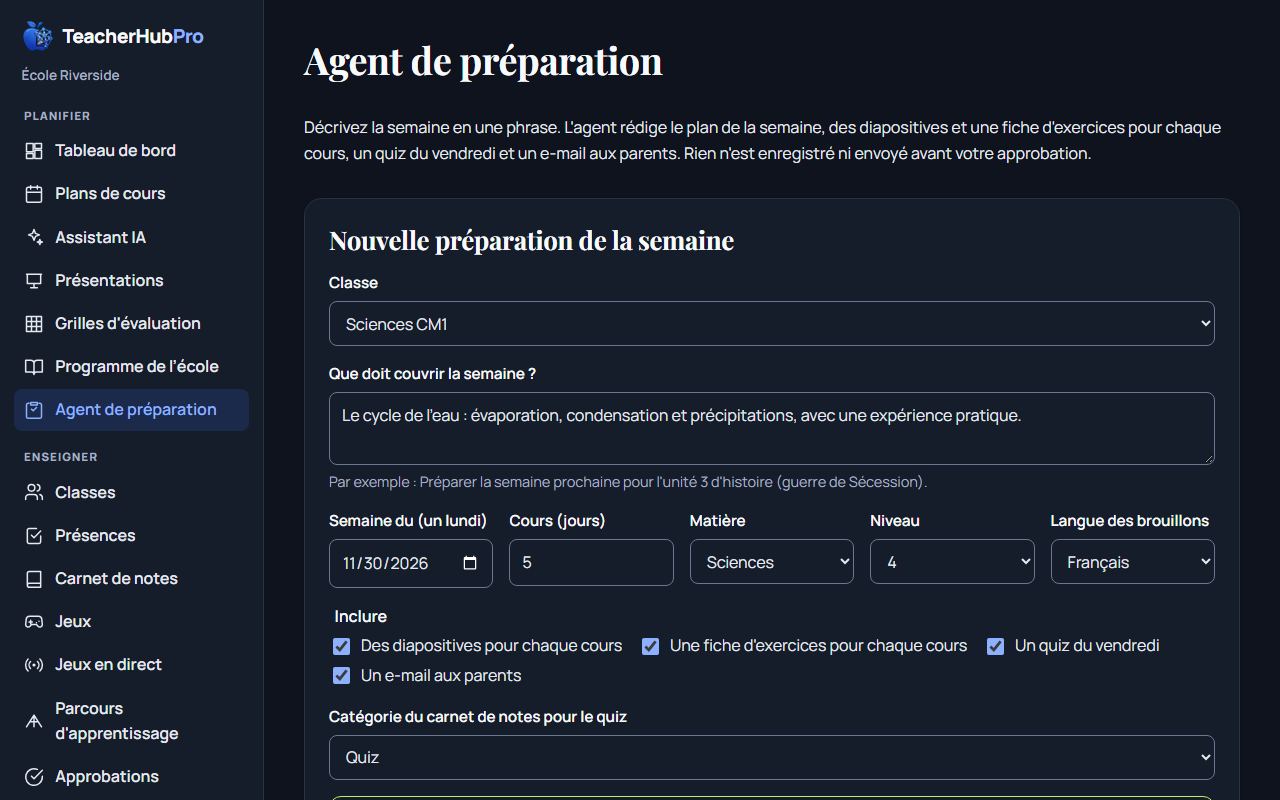 TeacherHubPro
École Riverside
PLANIFIER
Tableau de bord
Plans de cours
Assistant IA
Présentations
Grilles d'évaluation
Programme de l'école
Agent de préparation
ENSEIGNER
Classes
Présences
Carnet de notes
Jeux
Jeux en direct
Parcours
d'apprentissage
Approbations
Agent de préparation
Décrivez la semaine en une phrase. L'agent rédige le plan de la semaine, des diapositives et une fiche d'exercices pour chaque
cours, un quiz du vendredi et un e-mail aux parents. Rien n'est enregistré ni envoyé avant votre approbation.
Nouvelle préparation de la semaine
Classe
Sciences CM1
Que doit couvrir la semaine ?
Le cycle de l'eau : évaporation, condensation et précipitations, avec une expérience pratique.
Par exemple : Préparer la semaine prochaine pour l'unité 3 d'histoire (guerre de Sécession).
Semaine du (un lundi) Cours (jours) Matière Niveau Langue des brouillons
11/30/2026 5 Sciences 4 Français
Inclure
Des diapositives pour chaque cours Une fiche d'exercices pour chaque cours Un quiz du vendredi
Un e-mail aux parents
Catégorie du carnet de notes pour le quiz
Quiz